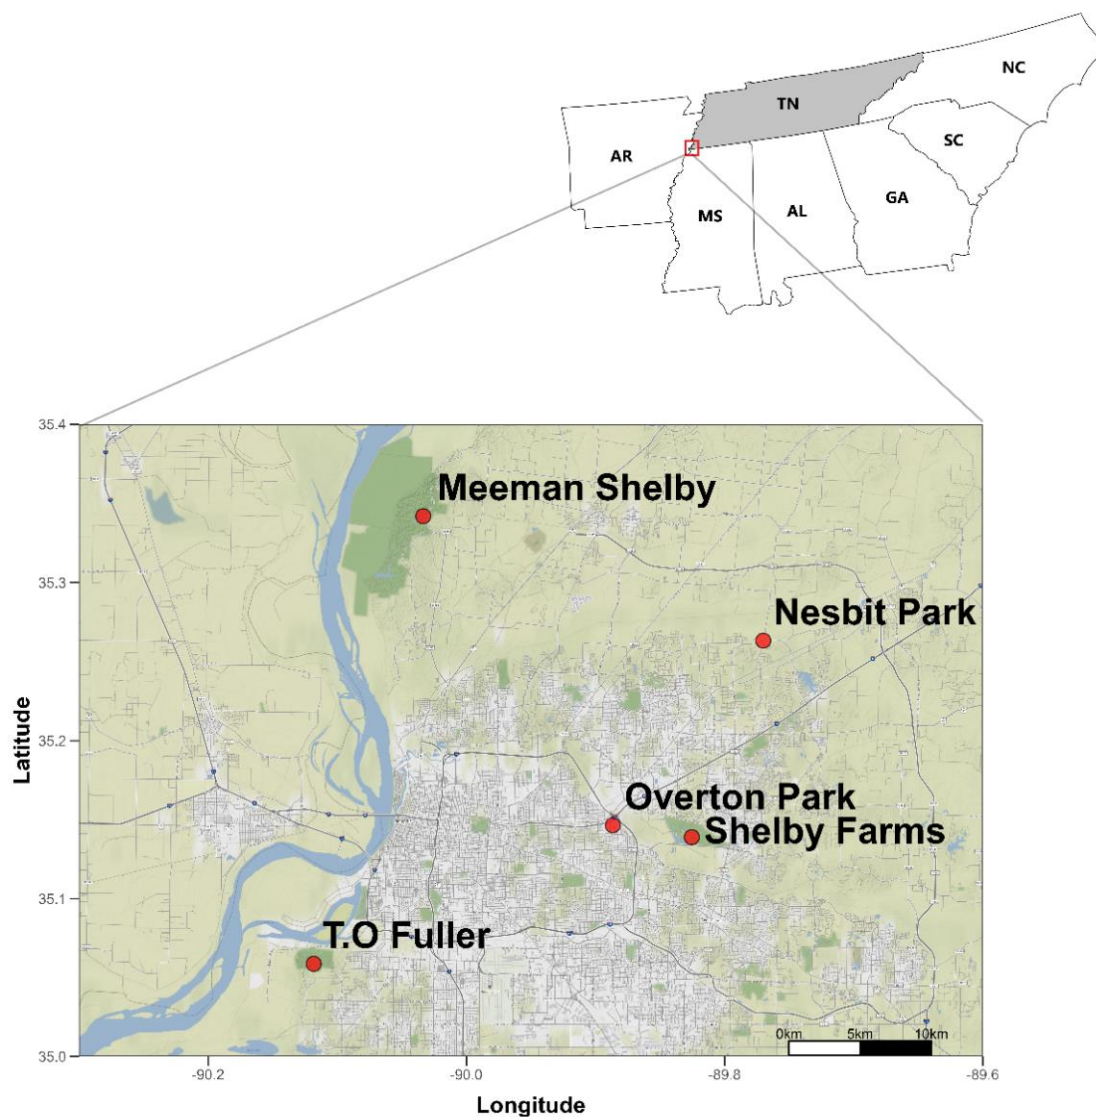 NC
TN
SC
AR
GA
AL
MS
35.4
Meeman Shelby
35.3
Nesbit Park
Latitude
35.2
Overton Park
Shelby Farms
35.1
T.O Fuller
0km 5km 10km
35.0
-90.2 -90.0 -89.8 -89.6
Longitude